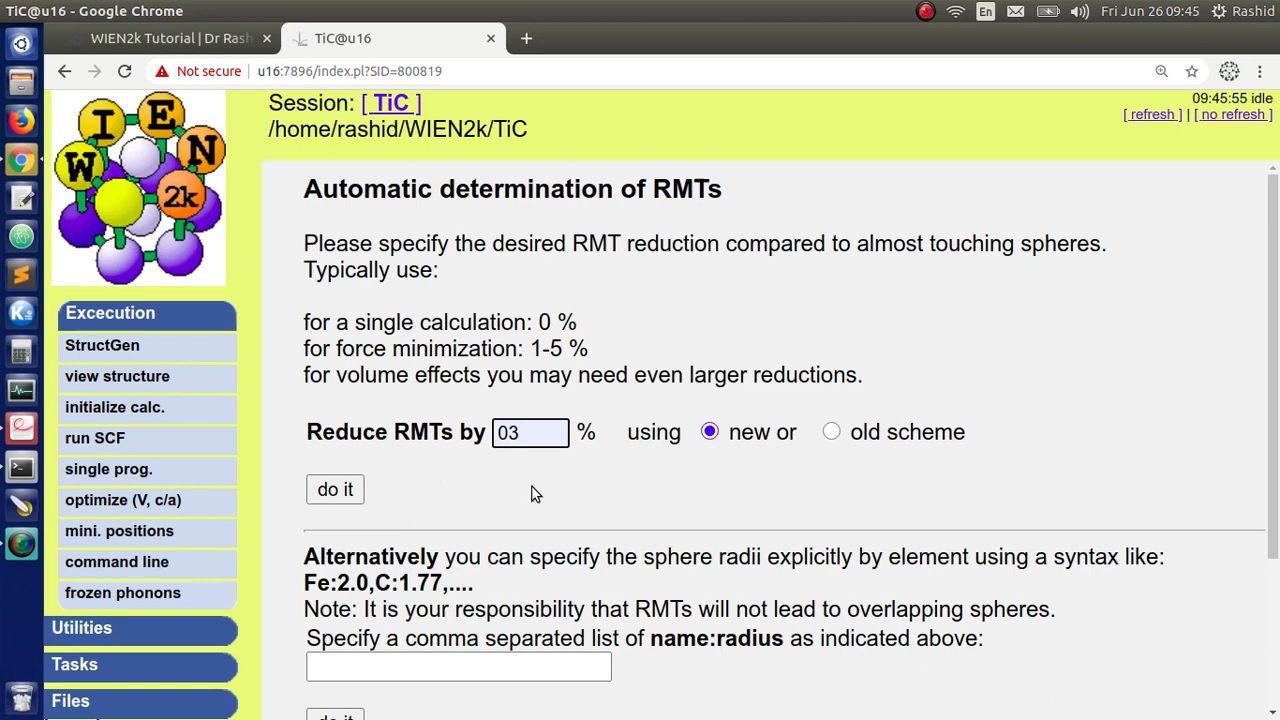 TiC@u16 - Google Chrome
En
Fri Jun 26 09:45
Rashid
WIEN2k Tutorial | Dr Rash
TiC@u16
Not secure
u16:7896/index.pl?SID=800819
W I E N 2k
Session: [ TiC ]
/home/rashid/WIEN2k/TiC
09:45:55 idle
[ refresh ] | [ no refresh ]
Excecution
StructGen
view structure
initialize calc.
run SCF
single prog.
optimize (V, c/a)
mini. positions
command line
frozen phonons
Utilities
Tasks
Files
Automatic determination of RMTs
Please specify the desired RMT reduction compared to almost touching spheres.
Typically use:
for a single calculation: 0 %
for force minimization: 1-5 %
for volume effects you may need even larger reductions.
Reduce RMTs by 03 % using new or old scheme
do it
Alternatively you can specify the sphere radii explicitly by element using a syntax like:
Fe:2.0,C:1.77,....
Note: It is your responsibility that RMTs will not lead to overlapping spheres.
Specify a comma separated list of name:radius as indicated above:
do it